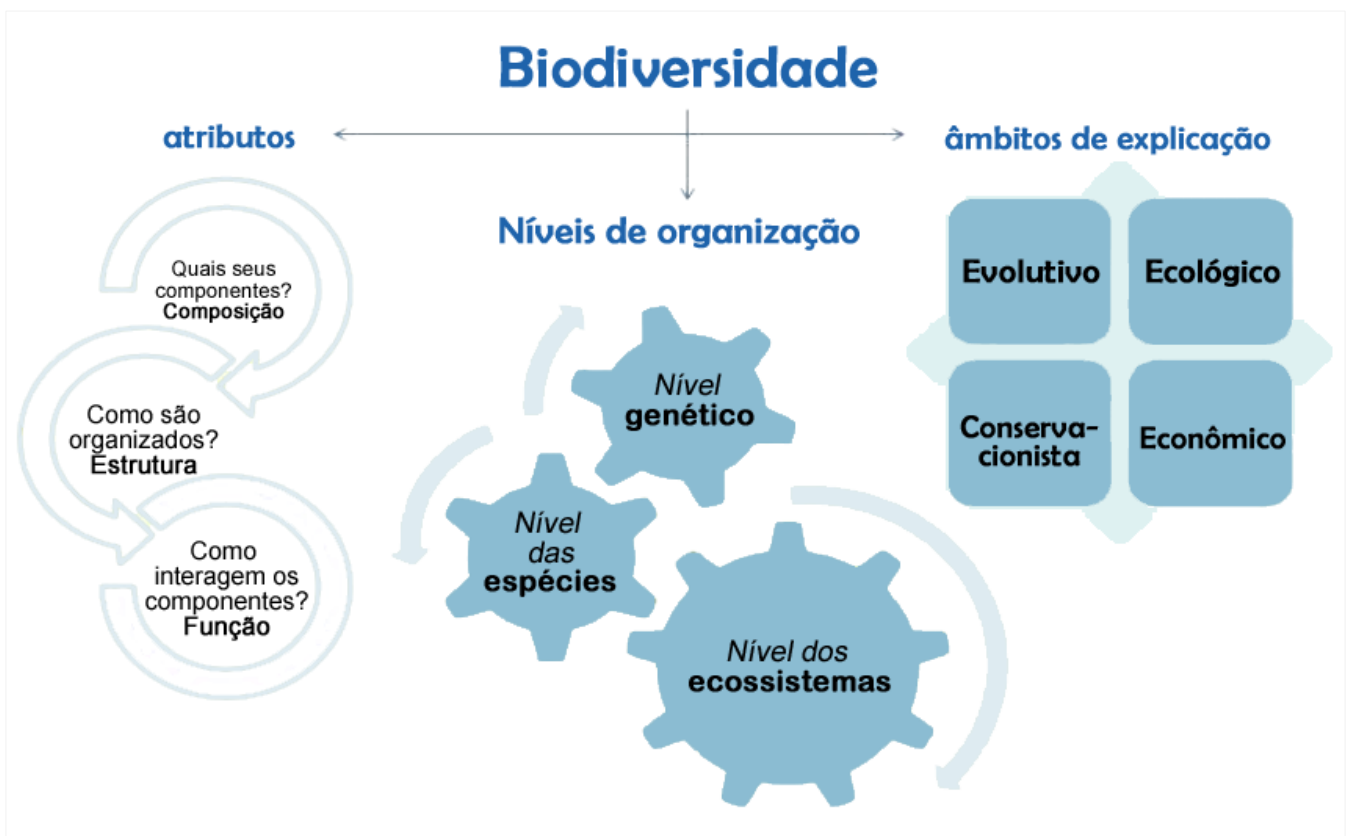 Biodiversidade
atributos
Quais seus
componentes?
Composição
Como são
organizados?
Estrutura
Como
interagem os
componentes?
Função
Níveis de organização
Nível
genético
Nível
das
espécies
Nível dos
ecossistemas
âmbitos de explicação
Evolutivo
Ecológico
Conserva-
cionista
Econômico